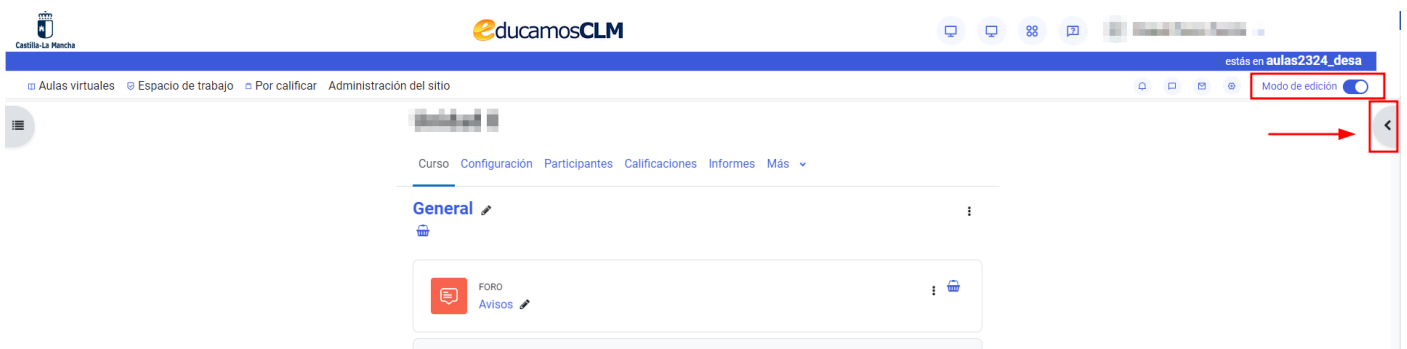 Castilla-La Mancha
educamosCLM
estás en aulas2324_desa
Aulas virtuales Espacio de trabajo Por calificar Administración del sitio
Modo de edición
Curso Configuración Participantes Calificaciones Informes Más
General
FORO
Avisos